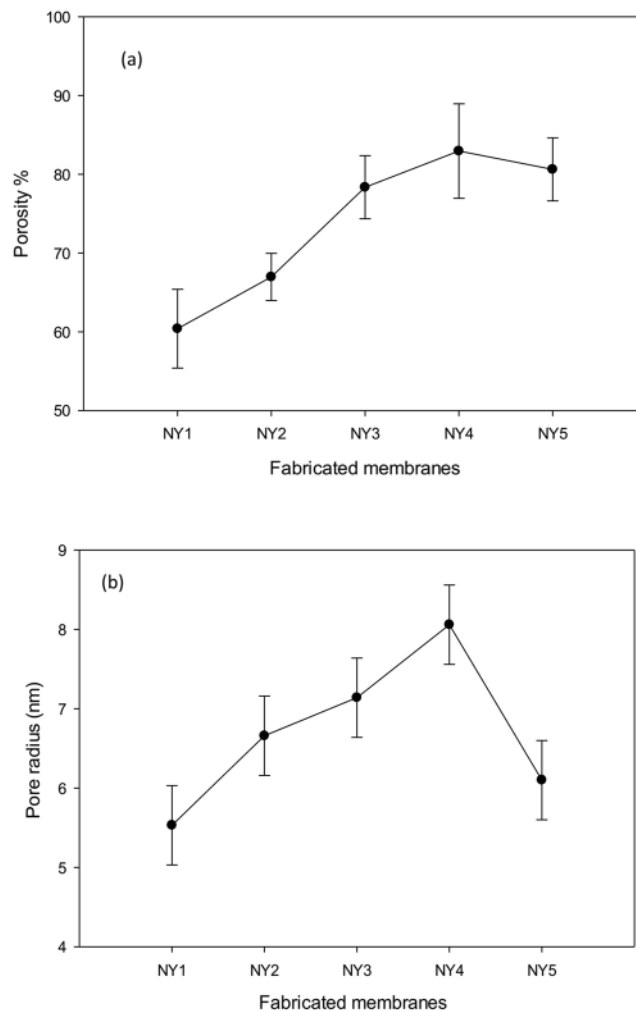 100
(a)
90
80
Porosity %
70
60
50
NY1 NY2 NY3 NY4 NY5
Fabricated membranes
9
(b)
8
7
Pore radius (nm)
6
5
4
NY1 NY2 NY3 NY4 NY5
Fabricated membranes